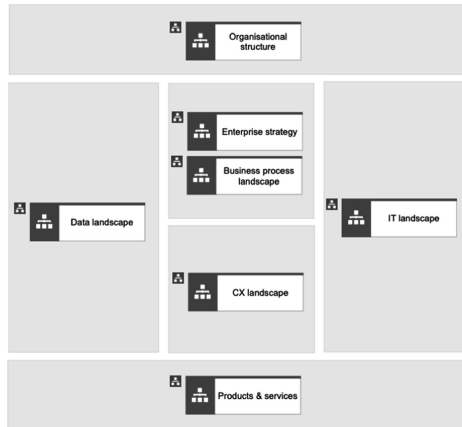 Organisational
structure
Enterprise strategy
Business process
landscape
Data landscape
IT landscape
CX landscape
Products & services